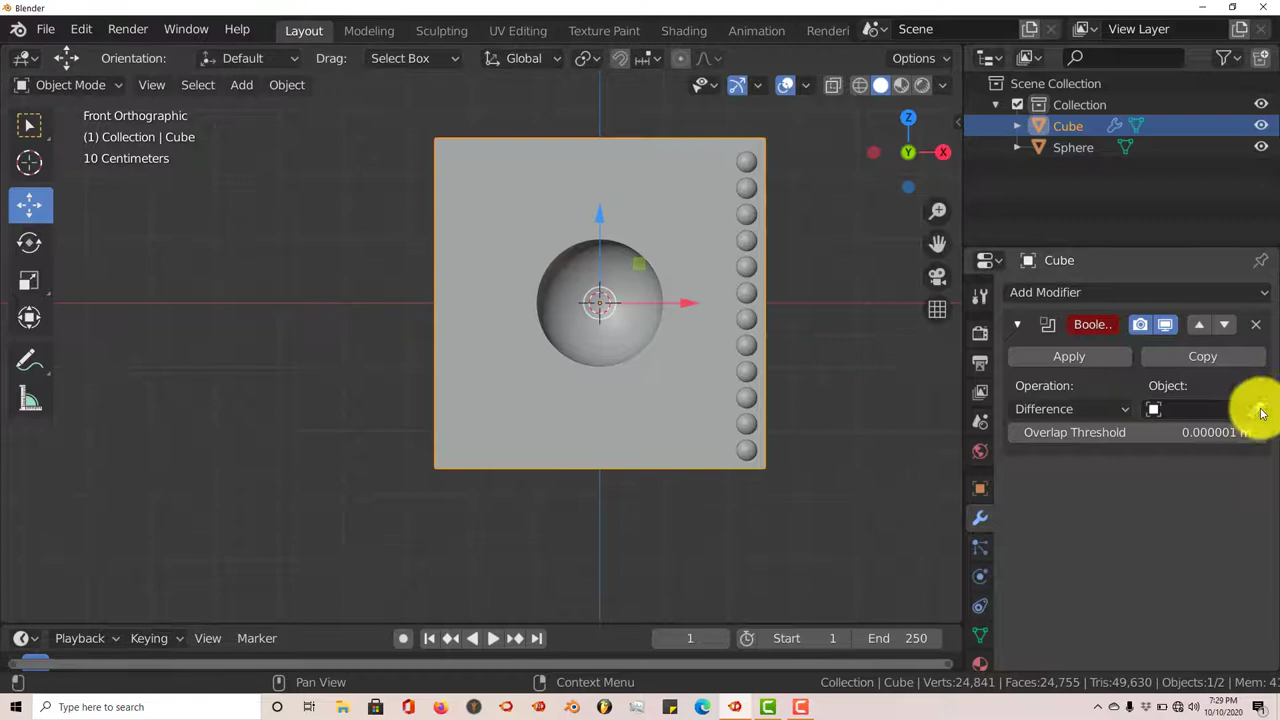 Blender
File Edit Render Window Help Layout Modeling Sculpting UV Editing Texture Paint Shading Animation Renderi Scene View Layer
Orientation: Default Drag: Select Box Global Options
Object Mode View Select Add Object
Front Orthographic
(1) Collection | Cube
10 Centimeters
Z
Y
X
Scene Collection
Collection
Cube
Sphere
Cube
Add Modifier
Boole..
Apply Copy
Operation: Object:
Difference
Overlap Threshold 0.000001 m
Playback Keying View Marker 1 Start 1 End 250
Pan View Context Menu Collection | Cube | Verts:24,841 | Faces:24,755 | Tris:49,630 | Objects:1/2 | Mem: 4
Type here to search
7:29 PM
10/10/2020